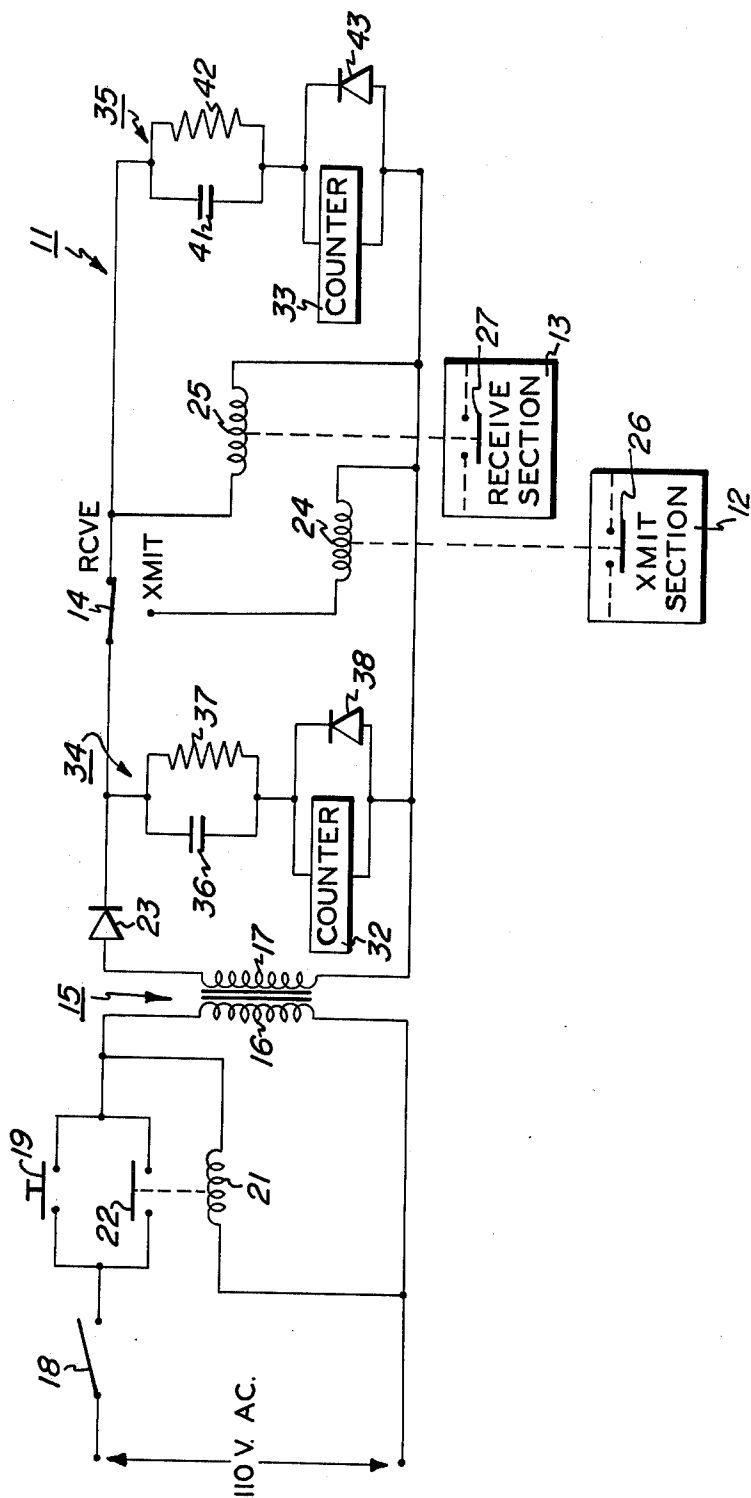 110 V. AC.
18
19
22
21
15
16
17
23
34
36
37
COUNTER
32
38
14
RCVE
XMIT
24
25
11
35
41
42
COUNTER
33
43
RECEIVE
SECTION
27
13
XMIT
SECTION
26
12